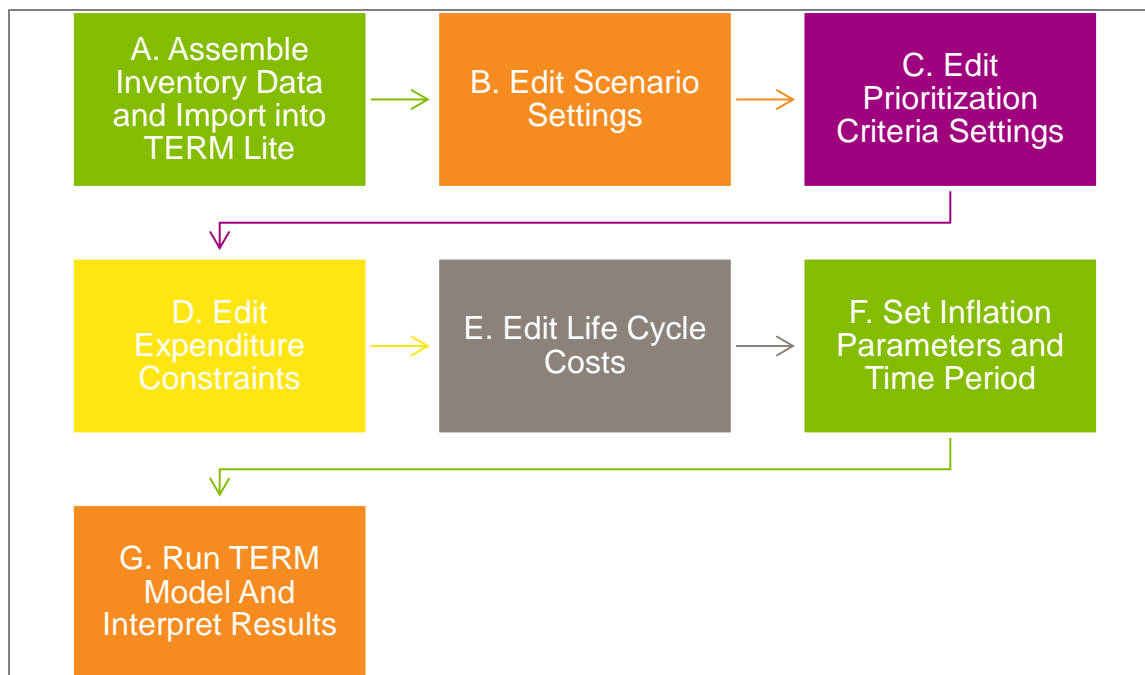 A. Assemble
Inventory Data
and Import into
TERM Lite
B. Edit Scenario
Settings
C. Edit
Prioritization
Criteria Settings
D. Edit
Expenditure
Constraints
E. Edit Life Cycle
Costs
F. Set Inflation
Parameters and
Time Period
G. Run TERM
Model And
Interpret Results